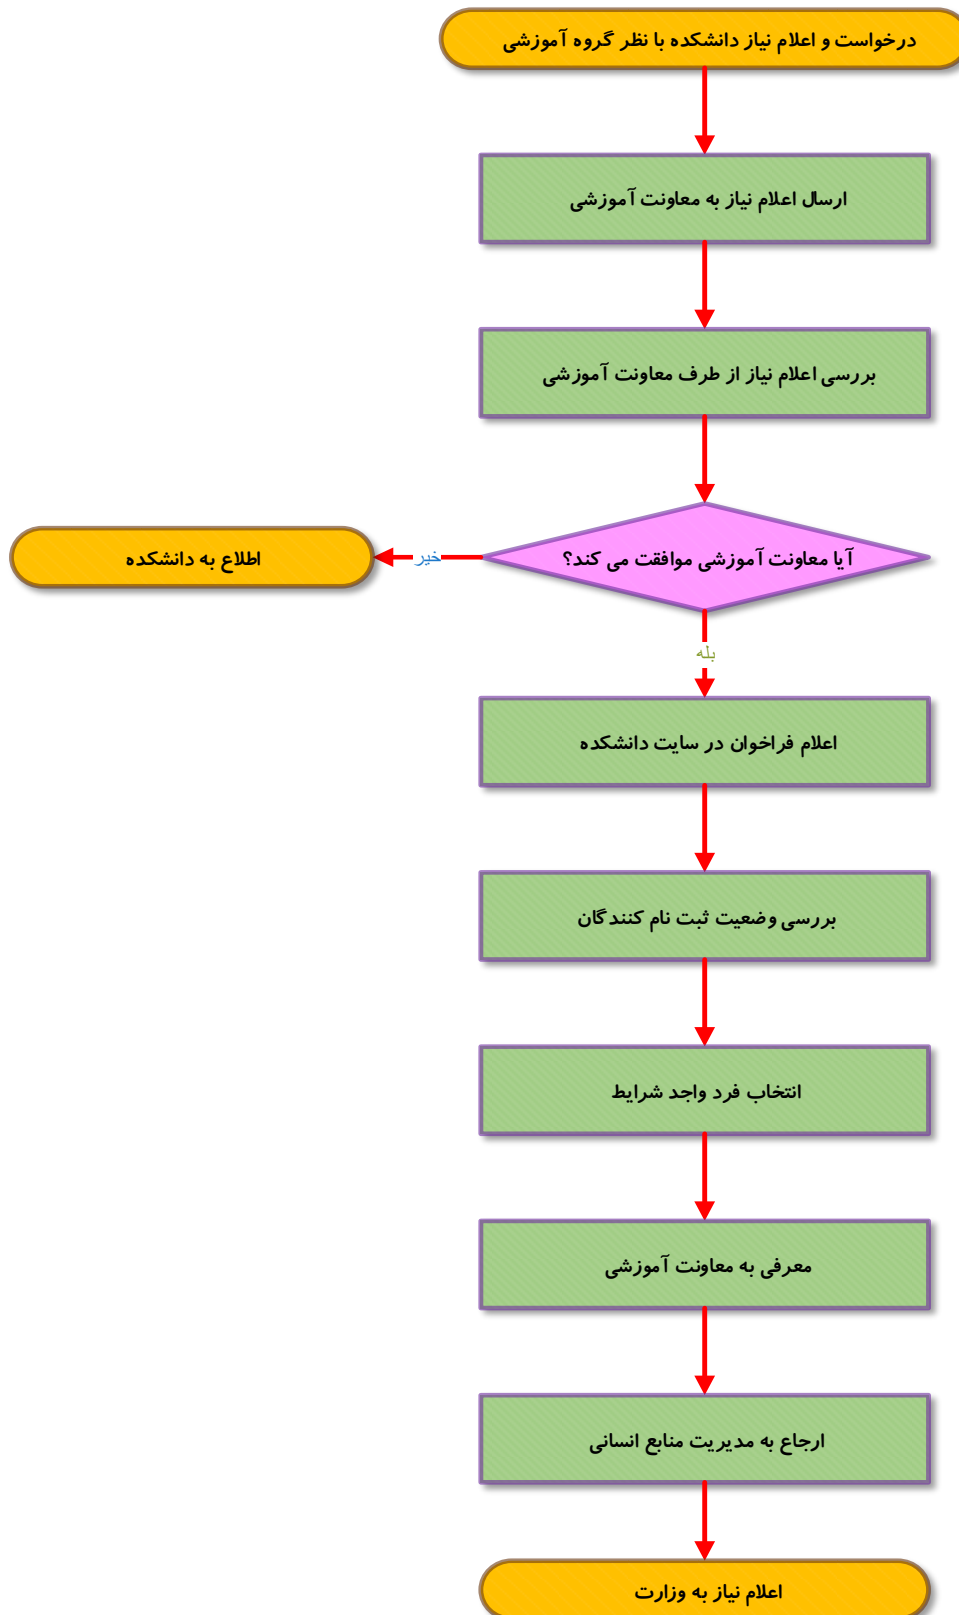 درخواست و اعلام نیاز دانشکده با نظر گروه آموزشی
ارسال اعلام نیاز به معاونت آموزشی
بررسی اعلام نیاز از طرف معاونت آموزشی
آیا معاونت آموزشی موافقت می کند؟
خیر
اطلاع به دانشکده
بله
اعلام فراخوان در سایت دانشکده
بررسی وضعیت ثبت نام کنندگان
انتخاب فرد واجد شرایط
معرفی به معاونت آموزشی
ارجاع به مدیریت منابع انسانی
اعلام نیاز به وزارت